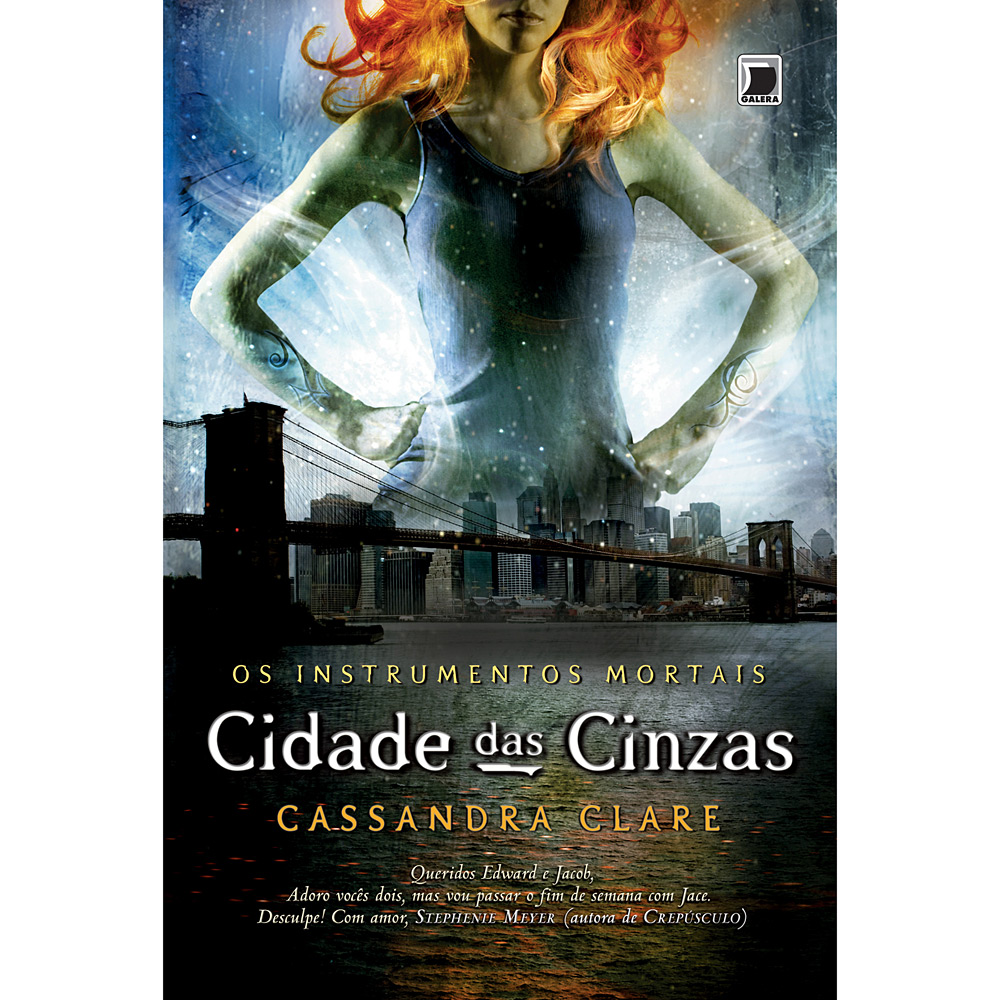 GALERA
OS INSTRUMENTOS MORTAIS
Cidade das Cinzas
CASSANDRA CLARE
Queridos Edward e Jacob,
Adoro vocês dois, mas vou passar o fim de semana com Jace.
Desculpe! Com amor, STEPHENIE MEYER (autora de CREPÚSCULO)